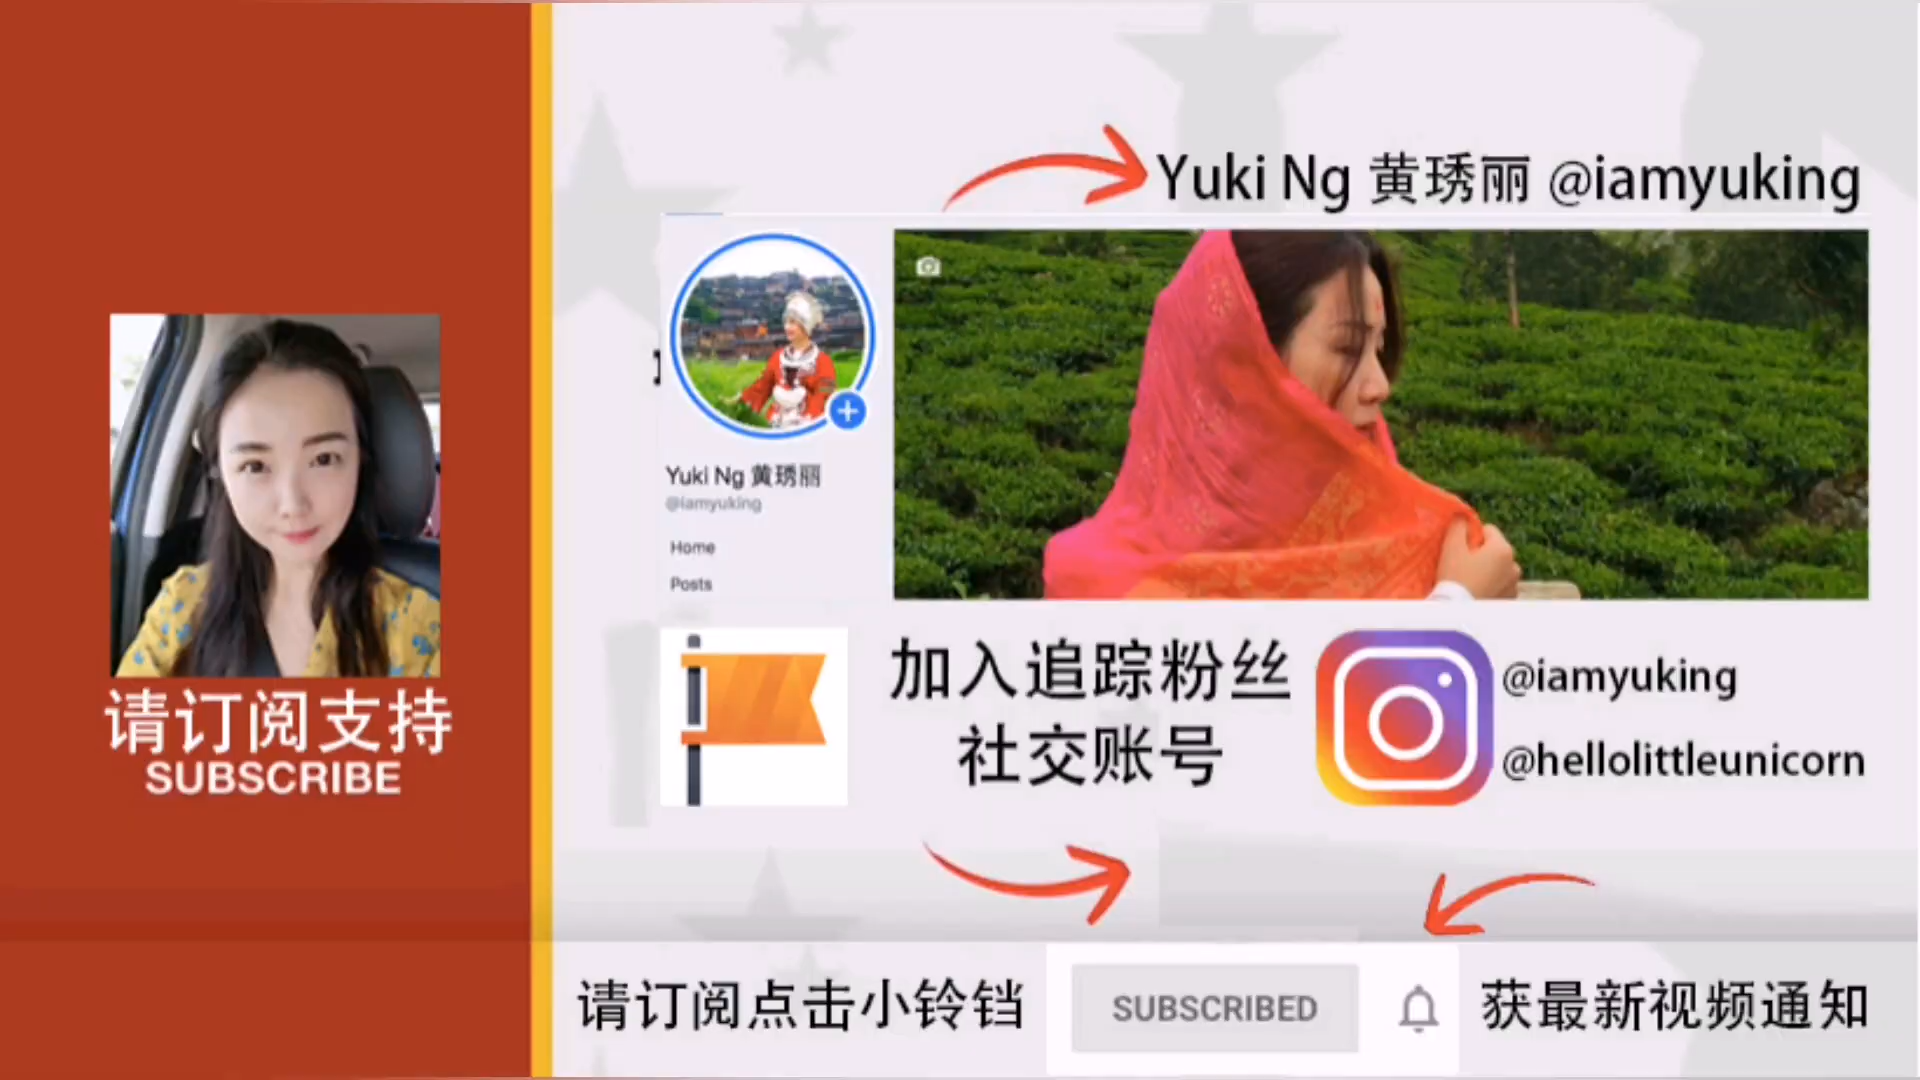 请订阅支持
SUBSCRIBE
Yuki Ng 黄琇丽 @iamyuking
Yuki Ng 黄琇丽
@iamyuking
Home
Posts
加入追踪粉丝
社交账号
@iamyuking
@hellolittleunicorn
请订阅点击小铃铛
SUBSCRIBED
获最新视频通知